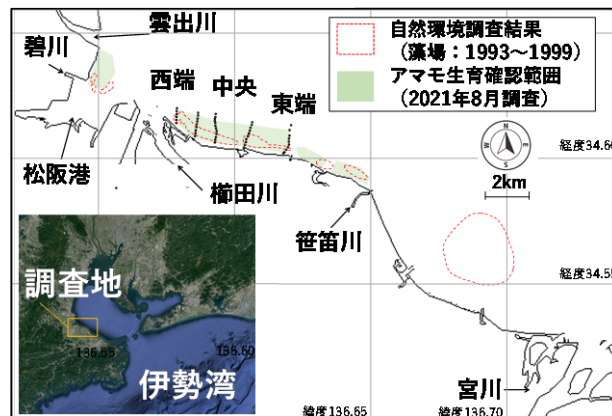 雲出川
碧川
西端
中央
東端
自然環境調査結果
(藻場：1993～1999)
アマモ生育確認範囲
(2021年8月調査)
N
W
E
S
2km
経度34.60
松阪港
櫛田川
笹笛川
調査地
経度34.55
136.55
136.60
伊勢湾
宮川
緯度136.65
緯度136.70